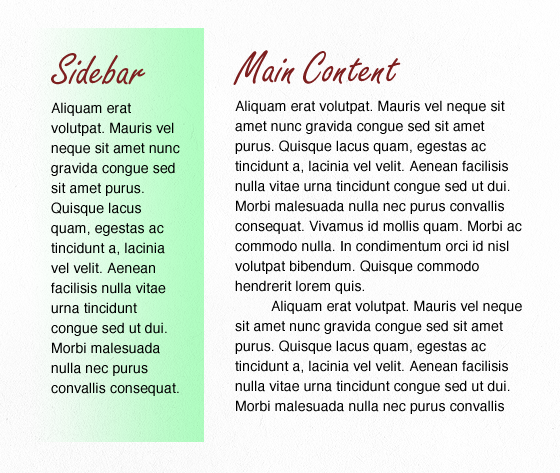 Sidebar
Aliquam erat
volutpat. Mauris vel
neque sit amet nunc
gravida congue sed
sit amet purus.
Quisque lacus
quam, egestas ac
tincidunt a, lacinia
vel velit. Aenean
facilisis nulla vitae
urna tincidunt
congue sed ut dui.
Morbi malesuada
nulla nec purus
convallis consequat.
Main Content
Aliquam erat volutpat. Mauris vel neque sit
amet nunc gravida congue sed sit amet
purus. Quisque lacus quam, egestas ac
tincidunt a, lacinia vel velit. Aenean facilisis
nulla vitae urna tincidunt congue sed ut dui.
Morbi malesuada nulla nec purus convallis
consequat. Vivamus id mollis quam. Morbi ac
commodo nulla. In condimentum orci id nisl
volutpat bibendum. Quisque commodo
hendrerit lorem quis.
Aliquam erat volutpat. Mauris vel neque
sit amet nunc gravida congue sed sit amet
purus. Quisque lacus quam, egestas ac
tincidunt a, lacinia vel velit. Aenean facilisis
nulla vitae urna tincidunt congue sed ut dui.
Morbi malesuada nulla nec purus convallis